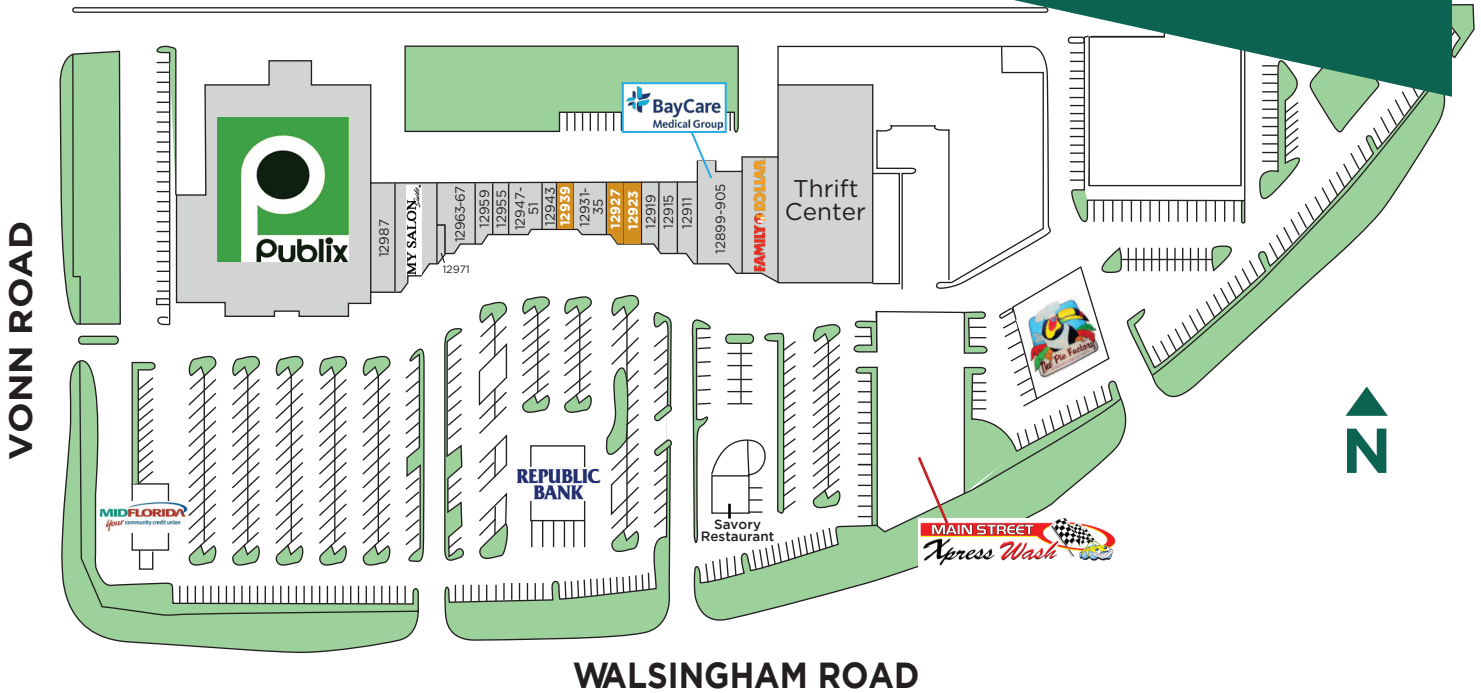 BayCare
Medical Group
Publix
12987
MY SALON
Suite
12971
12963-67
12959
12955
12947-
51
12943
12939
12931-
35
12927
12923
12919
12915
12911
12899-905
FAMILY DOLLAR
Thrift
Center
VONN ROAD
The Pie Factory
N
MIDFLORIDA
Your community credit union
REPUBLIC
BANK
Savory
Restaurant
MAIN STREET
Xpress Wash
WALSINGHAM ROAD